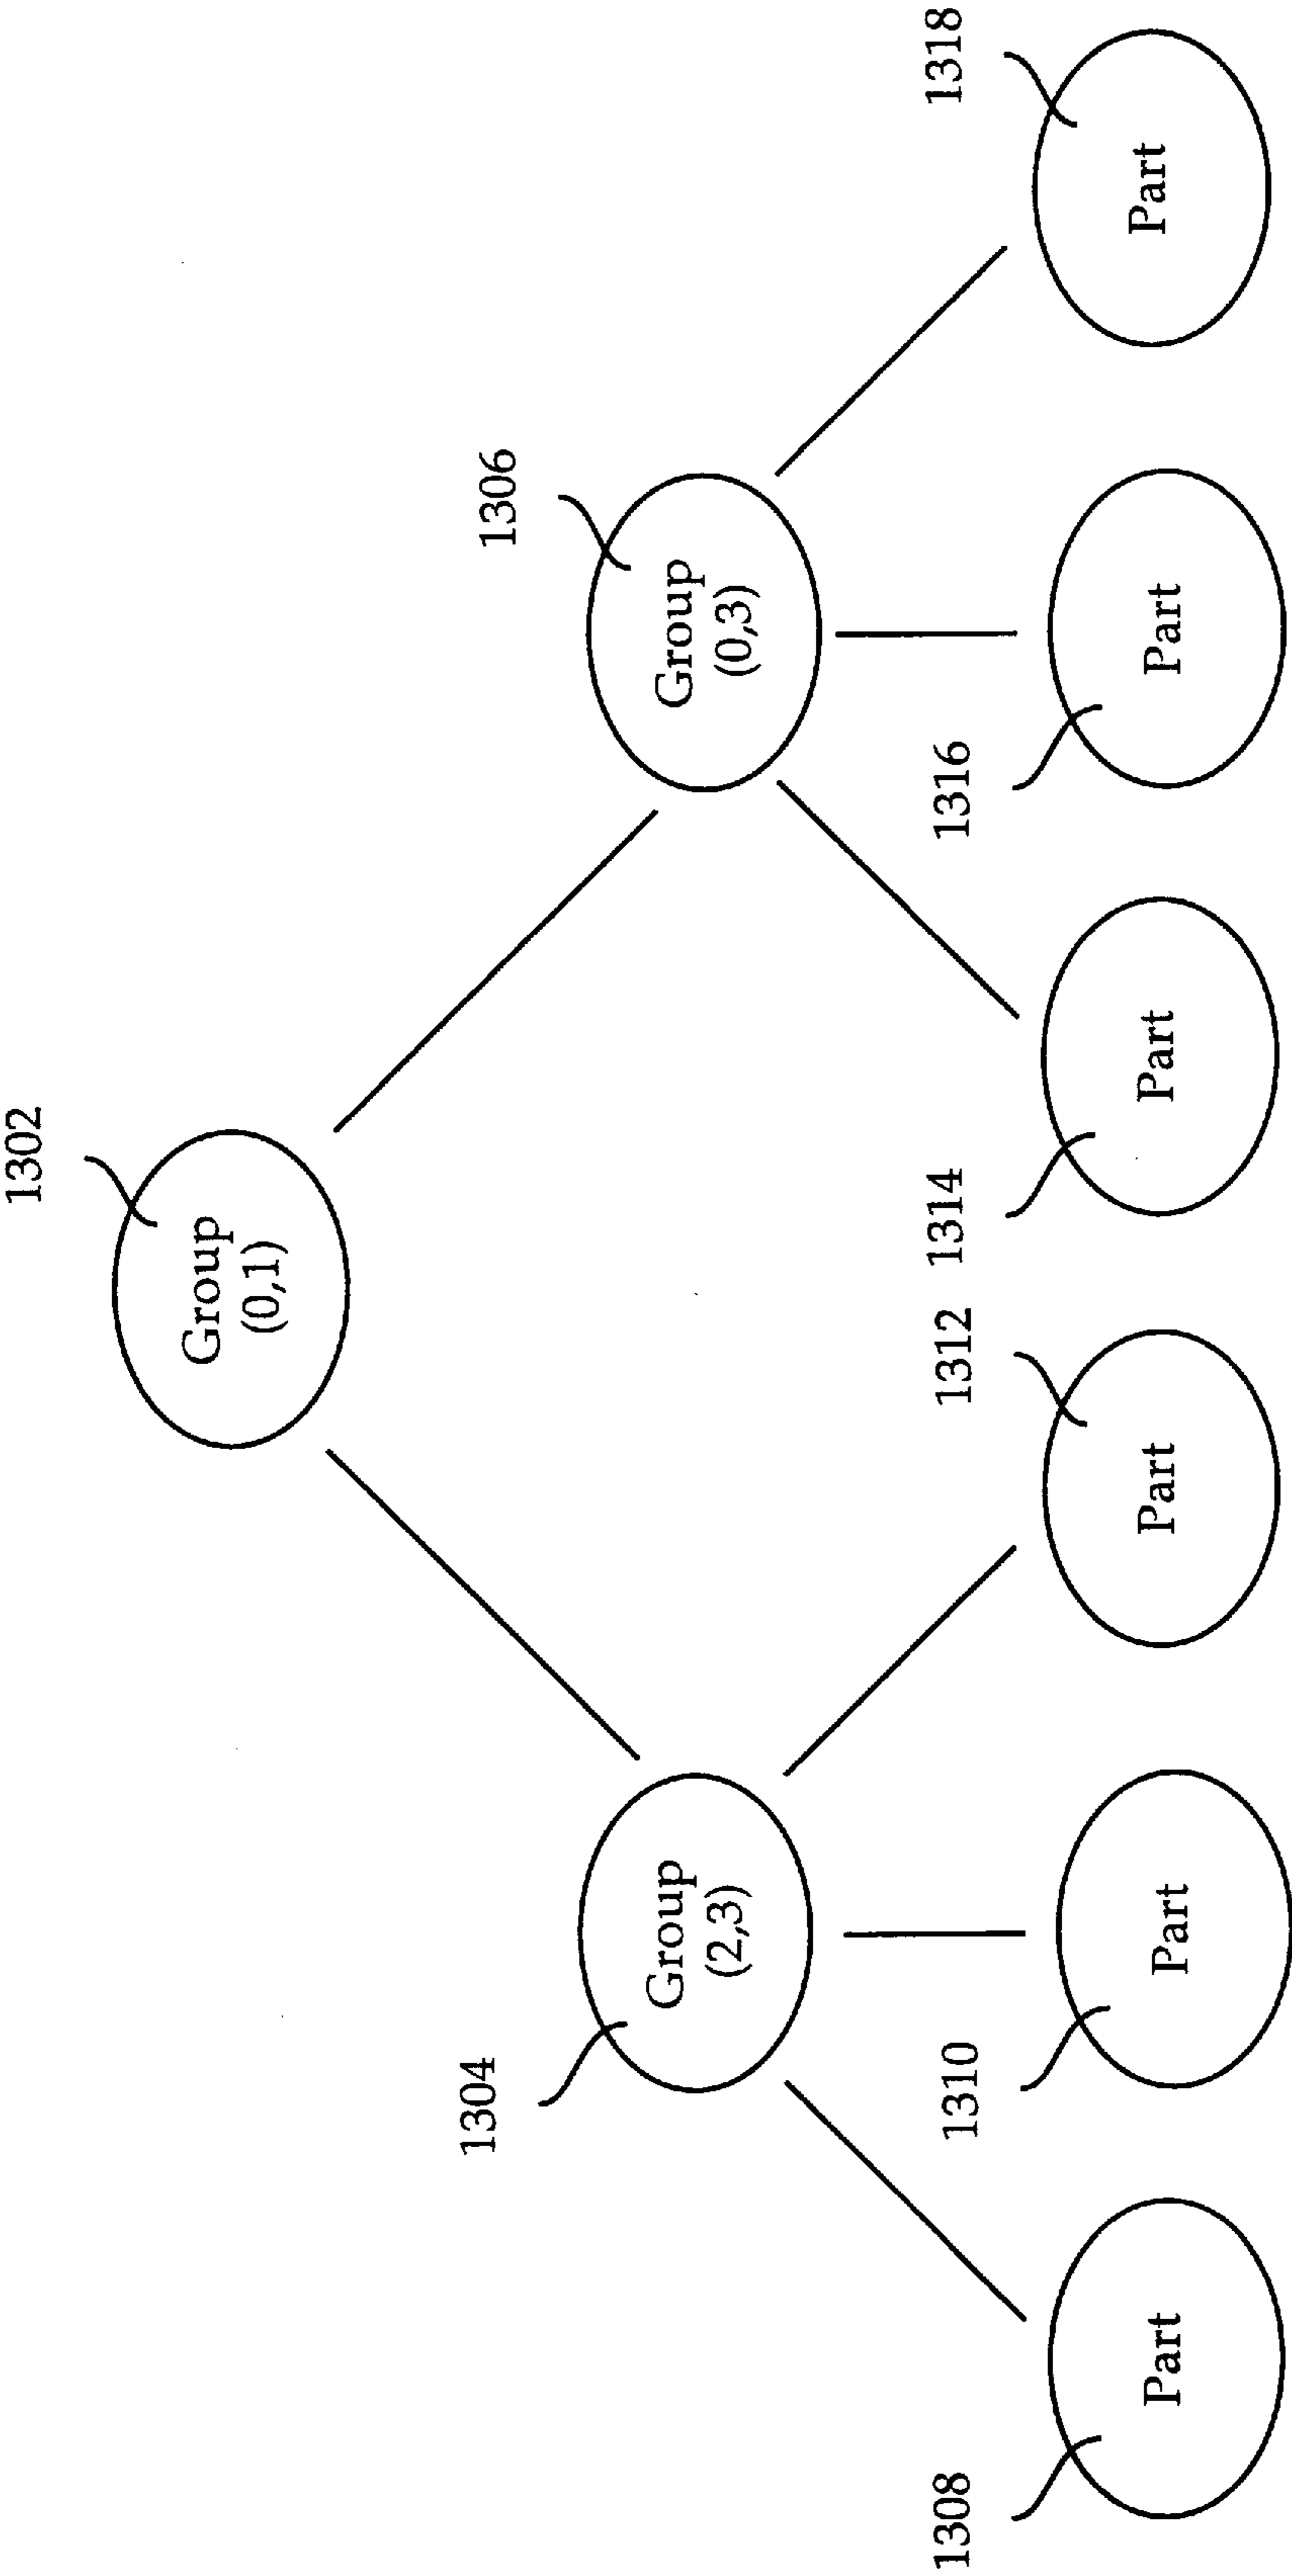 1302
Group
(0,1)
1304
Group
(2,3)
1306
Group
(0,3)
1308
Part
1310
Part
1312
Part
1314
Part
1316
Part
1318
Part